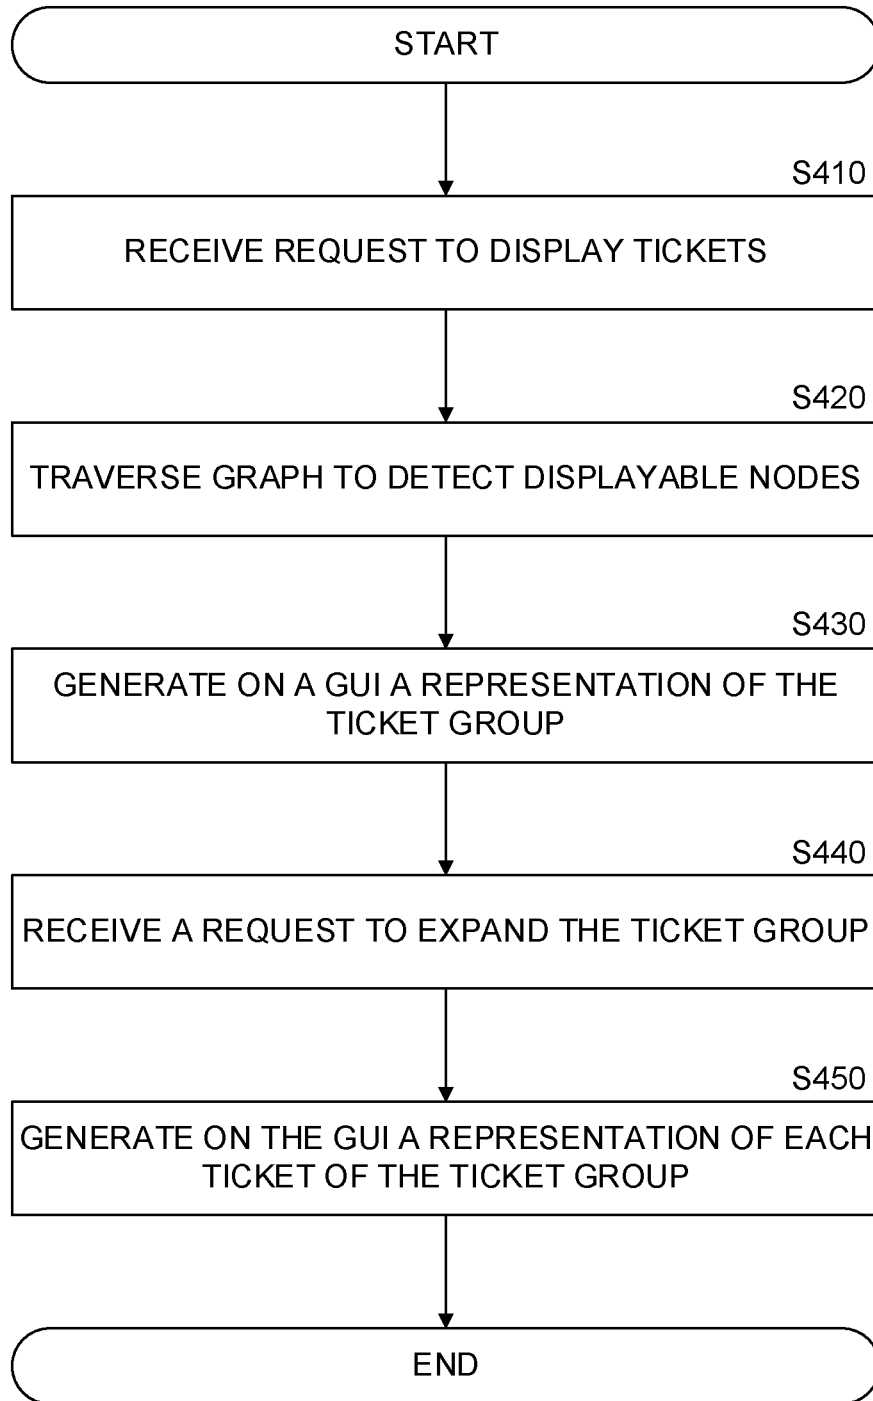 START
S410
RECEIVE REQUEST TO DISPLAY TICKETS
S420
TRAVERSE GRAPH TO DETECT DISPLAYABLE NODES
S430
GENERATE ON A GUI A REPRESENTATION OF THE
TICKET GROUP
S440
RECEIVE A REQUEST TO EXPAND THE TICKET GROUP
S450
GENERATE ON THE GUI A REPRESENTATION OF EACH
TICKET OF THE TICKET GROUP
END